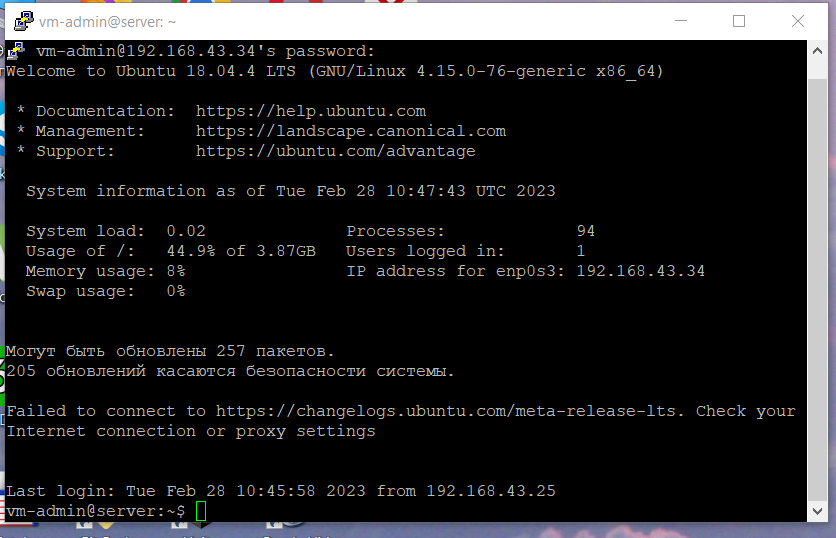 vm-admin@server: ~
vm-admin@192.168.43.34's password:
Welcome to Ubuntu 18.04.4 LTS (GNU/Linux 4.15.0-76-generic x86_64)
* Documentation:  https://help.ubuntu.com
* Management:     https://landscape.canonical.com
* Support:        https://ubuntu.com/advantage
System information as of Tue Feb 28 10:47:43 UTC 2023
System load:  0.02              Processes:             94
Usage of /:   44.9% of 3.87GB   Users logged in:       1
Memory usage: 8%                IP address for enp0s3: 192.168.43.34
Swap usage:   0%
Могут быть обновлены 257 пакетов.
205 обновлений касаются безопасности системы.
Failed to connect to https://changelogs.ubuntu.com/meta-release-lts. Check your
Internet connection or proxy settings
Last login: Tue Feb 28 10:45:58 2023 from 192.168.43.25
vm-admin@server:~$